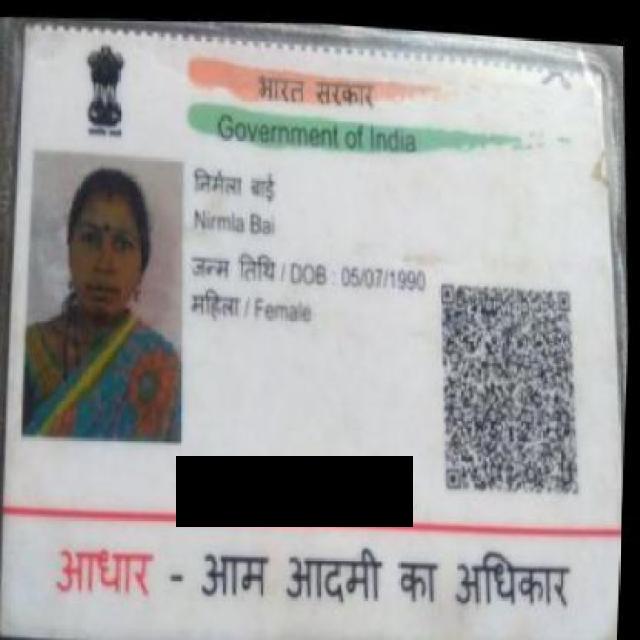 भारत सरकार
Government of India
निर्मला बाई
Nirmla Bai
जन्म तिथि / DOB : 05/07/1990
महिला / Female
आधार - आम आदमी का अधिकार